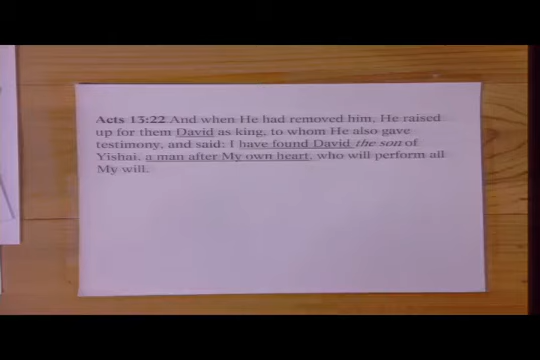 Acts 13:22 And when He had removed him, He raised
up for them David as king, to whom He also gave
testimony, and said: I have found David the son of
Yishai, a man after My own heart, who will perform all
My will.